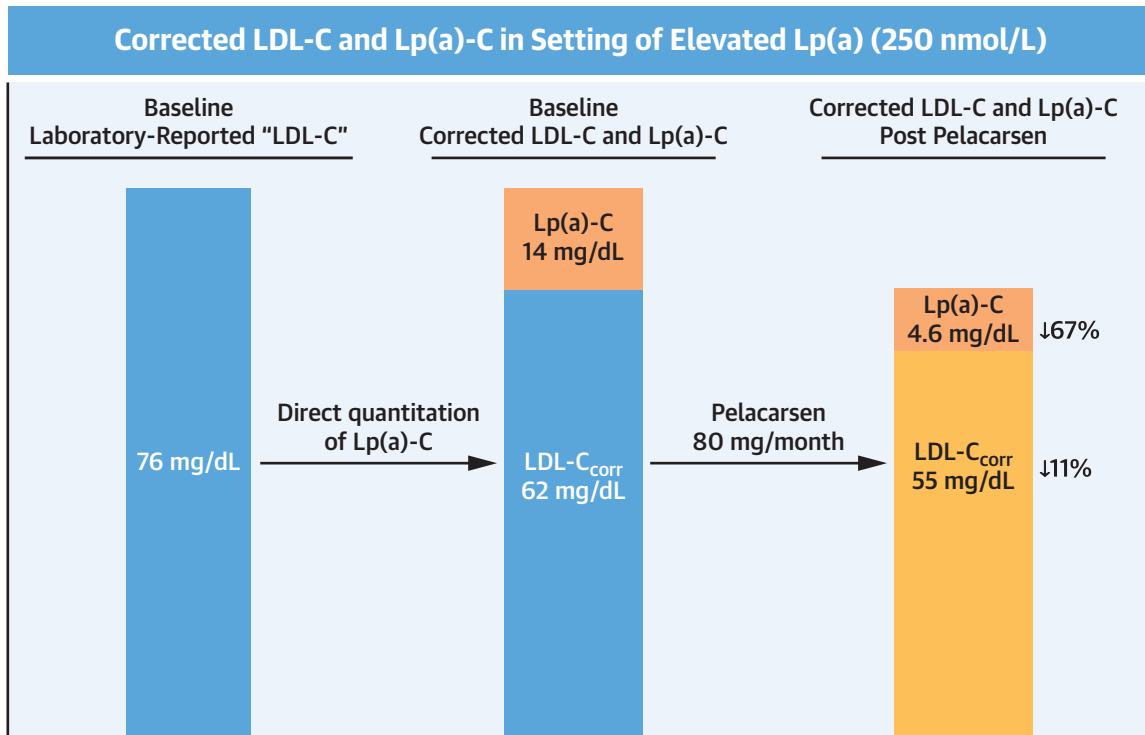 Corrected LDL-C and Lp(a)-C in Setting of Elevated Lp(a) (250 nmol/L)
Baseline
Laboratory-Reported “LDL-C”
Baseline
Corrected LDL-C and Lp(a)-C
Corrected LDL-C and Lp(a)-C
Post Pelacarsen
76 mg/dL
Direct quantitation
of Lp(a)-C
Lp(a)-C
14 mg/dL
LDL-Ccorr
62 mg/dL
Pelacarsen
80 mg/month
Lp(a)-C
4.6 mg/dL
↓67%
LDL-Ccorr
55 mg/dL
↓11%